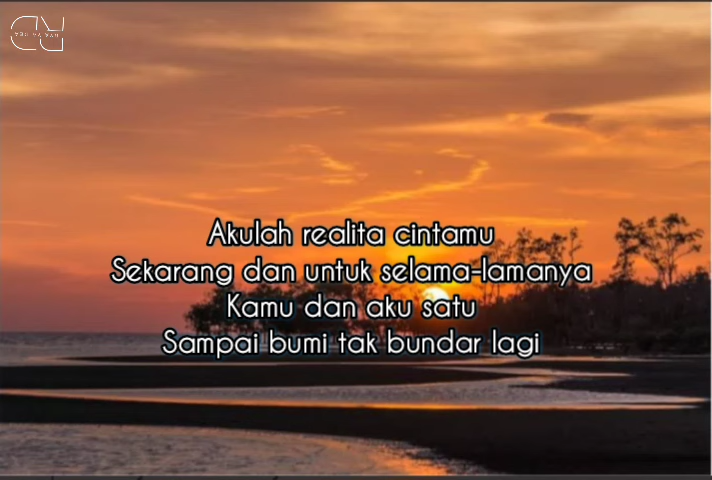 Akulah realita cintamu
Sekarang dan untuk selama-lamanya
Kamu dan aku satu
Sampai bumi tak bundar lagi